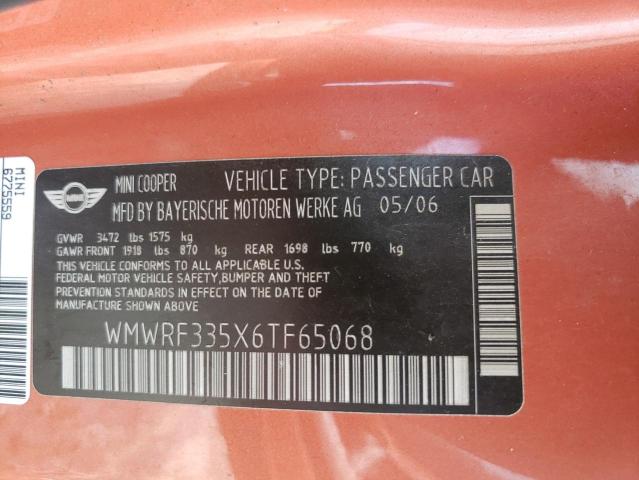 MINI
6775559
MINI COOPER VEHICLE TYPE: PASSENGER CAR
MFD BY BAYERISCHE MOTOREN WERKE AG 05/06
GVWR 3472 lbs 1575 kg
GAWR FRONT 1918 lbs 870 kg REAR 1698 lbs 770 kg
THIS VEHICLE CONFORMS TO ALL APPLICABLE U.S.
FEDERAL MOTOR VEHICLE SAFETY,BUMPER AND THEFT
PREVENTION STANDARDS IN EFFECT ON THE DATE OF
MANUFACTURE SHOWN ABOVE
WMWRF335X6TF65068